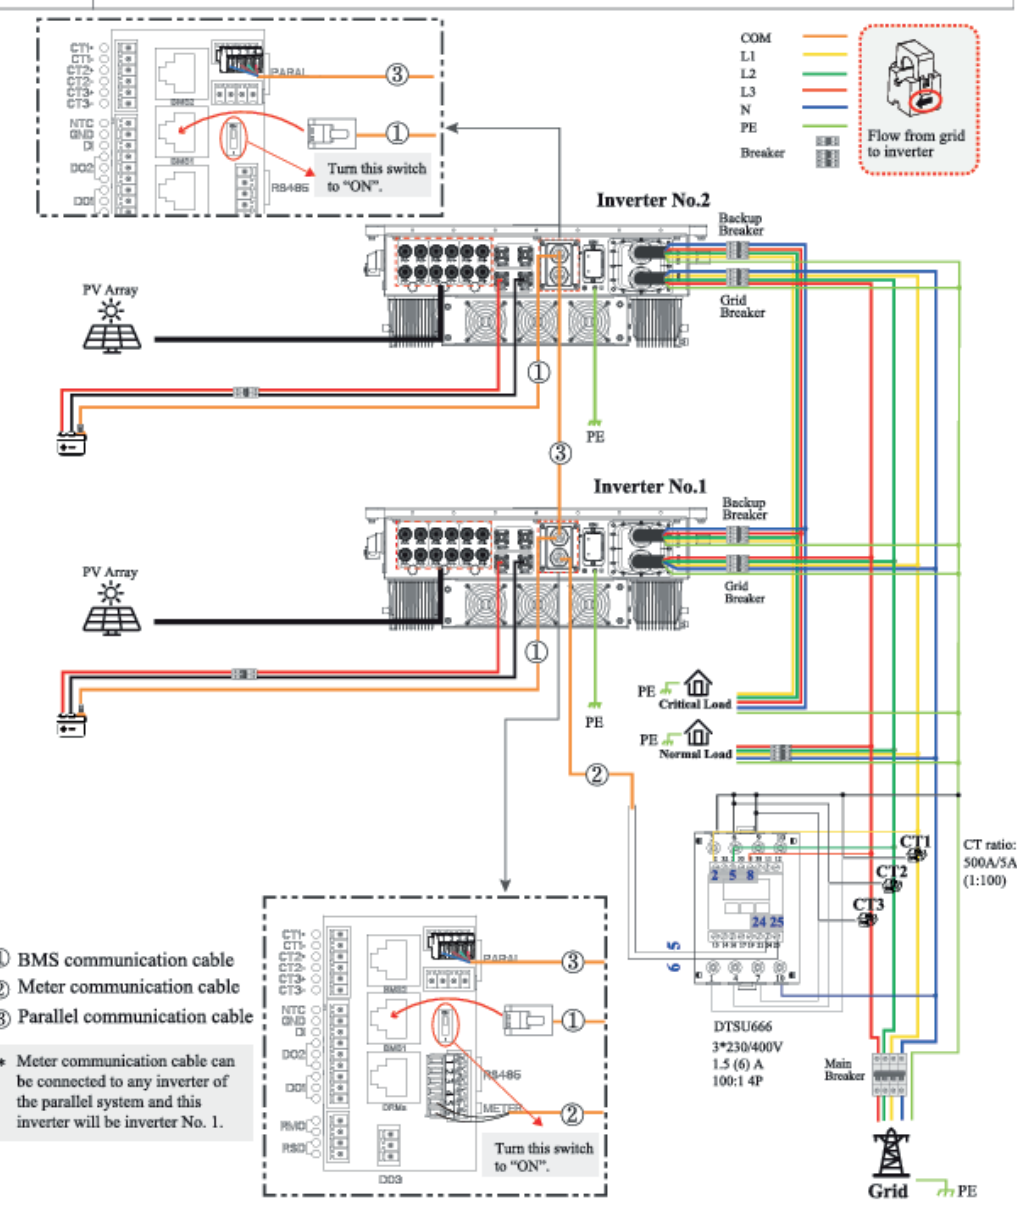 CT1+
CT1-
CT2+
CT2-
CT3+
CT3-
NTC
GND
DI
DO2
DO1
BMS2
BMS1
PARAL
RS485
③
①
Turn this switch
to “ON”.
COM
L1
L2
L3
N
PE
Breaker
Flow from grid
to inverter
Inverter No.2
Backup
Breaker
Grid
Breaker
PV Array
①
PE
③
Inverter No.1
Backup
Breaker
Grid
Breaker
PV Array
①
PE
PE
Critical Load
PE
Normal Load
②
CT1
CT2
CT3
CT ratio:
500A/5A
(1:100)
2 5 8
24 25
5
6
1 4 7 10
DTSU666
3*230/400V
1.5 (6) A
100:1 4P
Main
Breaker
Grid
PE
① BMS communication cable
② Meter communication cable
③ Parallel communication cable
* Meter communication cable can
be connected to any inverter of
the parallel system and this
inverter will be inverter No. 1.
CT1+
CT1-
CT2+
CT2-
CT3+
CT3-
NTC
GND
DI
DO2
DO1
RMO
RSD
BMS2
BMS1
DRMs
DO3
PARAL
RS485
METER
③
①
②
Turn this switch
to “ON”.